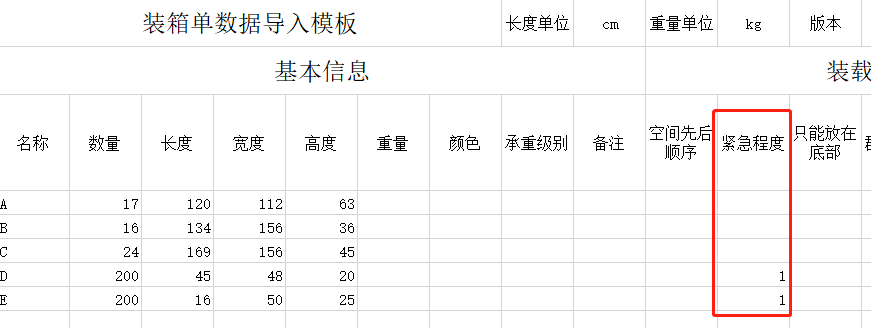 装箱单数据导入模板 长度单位 cm 重量单位 kg 版本
基本信息 装载
名称 数量 长度 宽度 高度 重量 颜色 承重级别 备注 空间先后顺序 紧急程度 只能放在底部
A 17 120 112 63
B 16 134 156 36
C 24 169 156 45
D 200 45 48 20 1
E 200 16 50 25 1